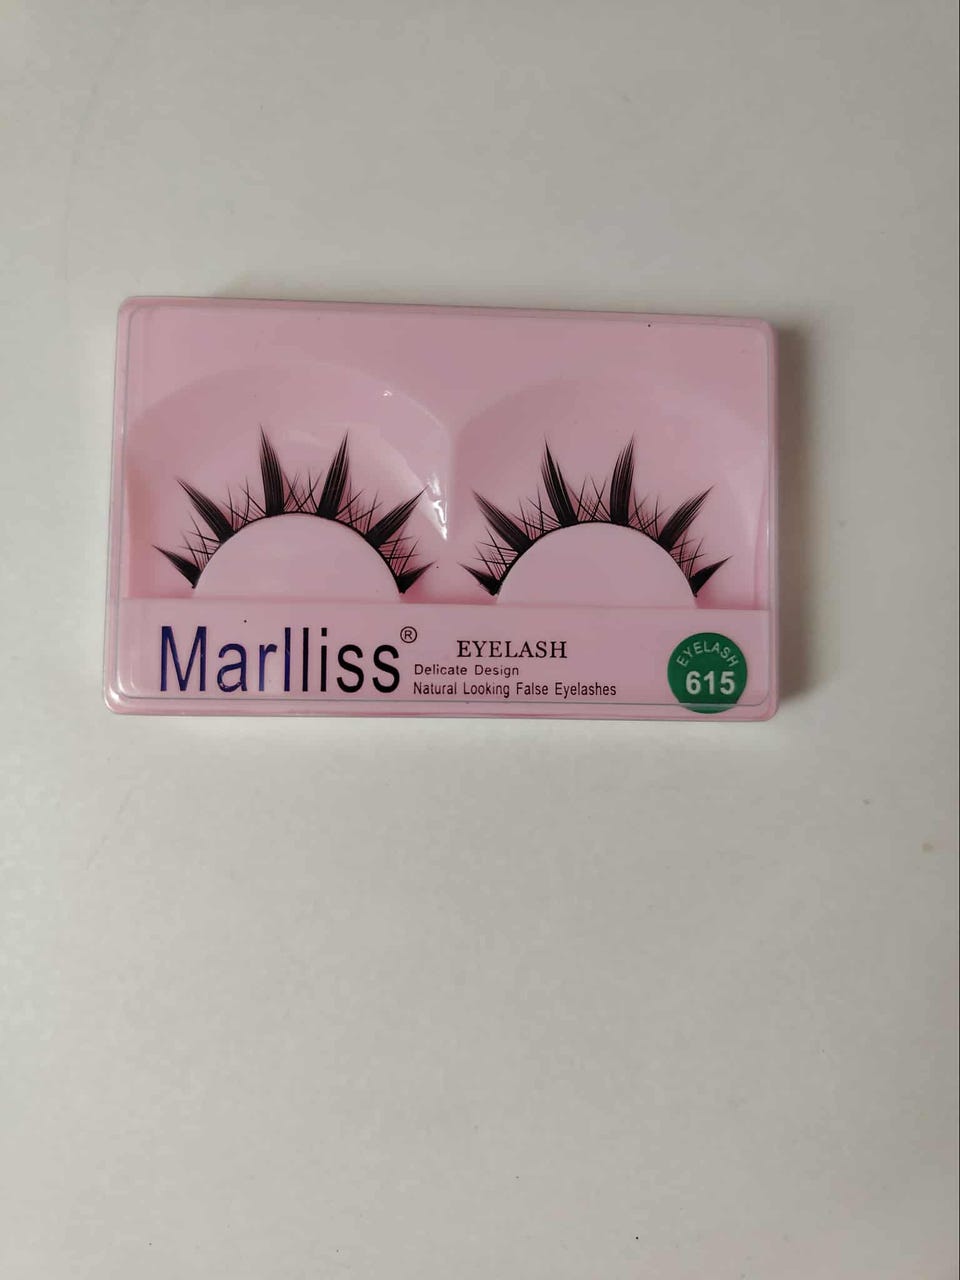 Marlliss®
EYELASH
Delicate Design
Natural Looking False Eyelashes
EYELASH
615